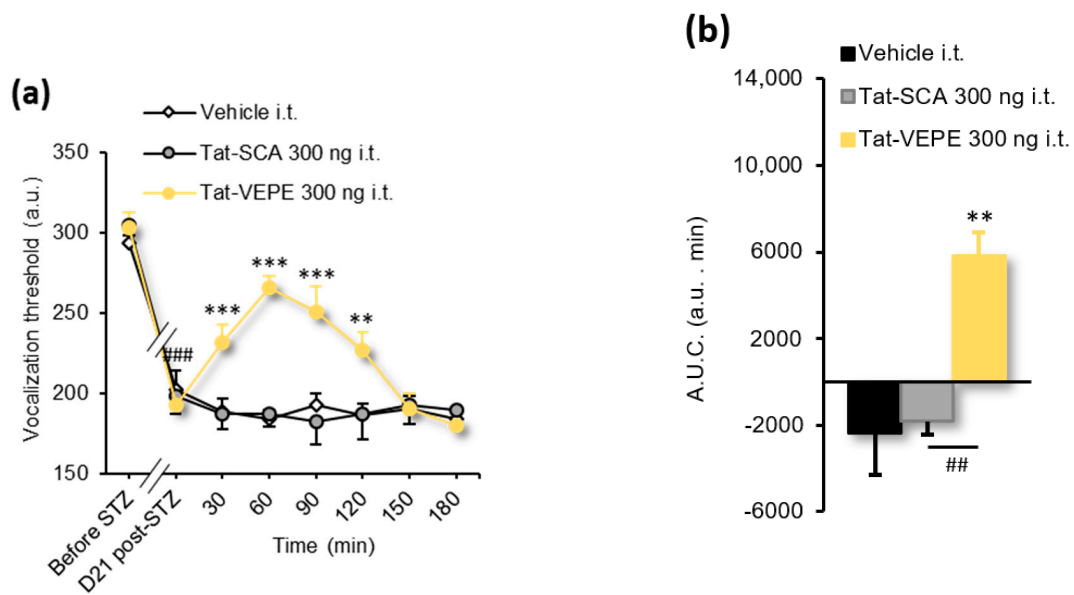 (a)
Vehicle i.t.
Tat-SCA 300 ng i.t.
Tat-VEPE 300 ng i.t.
Vocalization threshold (a.u.)
350
300
250
200
150
###
***
***
***
**
Before STZ
D21 post-STZ
30
60
90
120
150
180
Time (min)
(b)
Vehicle i.t.
Tat-SCA 300 ng i.t.
Tat-VEPE 300 ng i.t.
A.U.C. (a.u. . min)
14,000
10,000
6000
2000
-2000
-6000
**
##